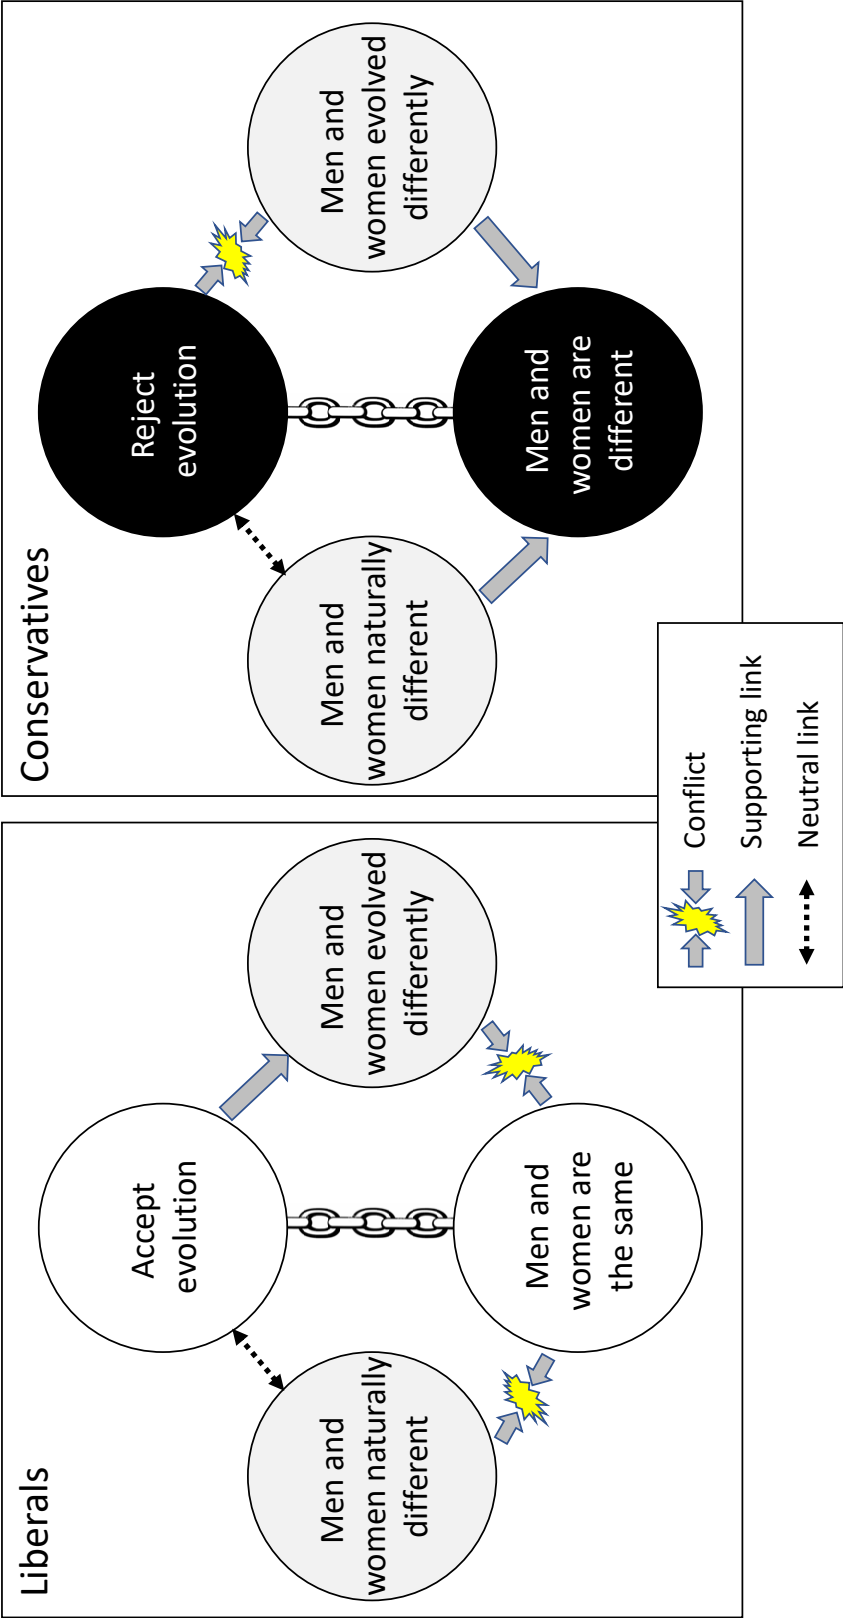 Liberals
Accept
evolution
Men and
women naturally
different
Men and
women evolved
differently
Men and
women are
the same
Conservatives
Reject
evolution
Men and
women naturally
different
Men and
women evolved
differently
Men and
women are
different
Conflict
Supporting link
Neutral link